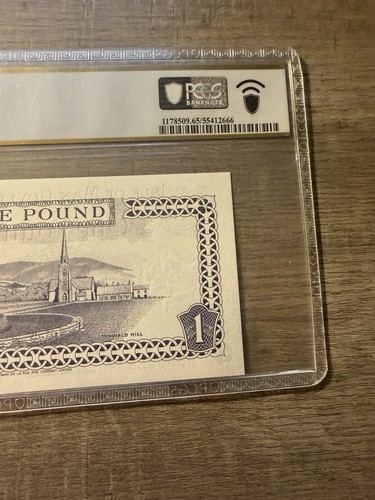 PCGS
BANKNOTE
1178509.65/55412666
E POUND
TYNWALD HILL
1